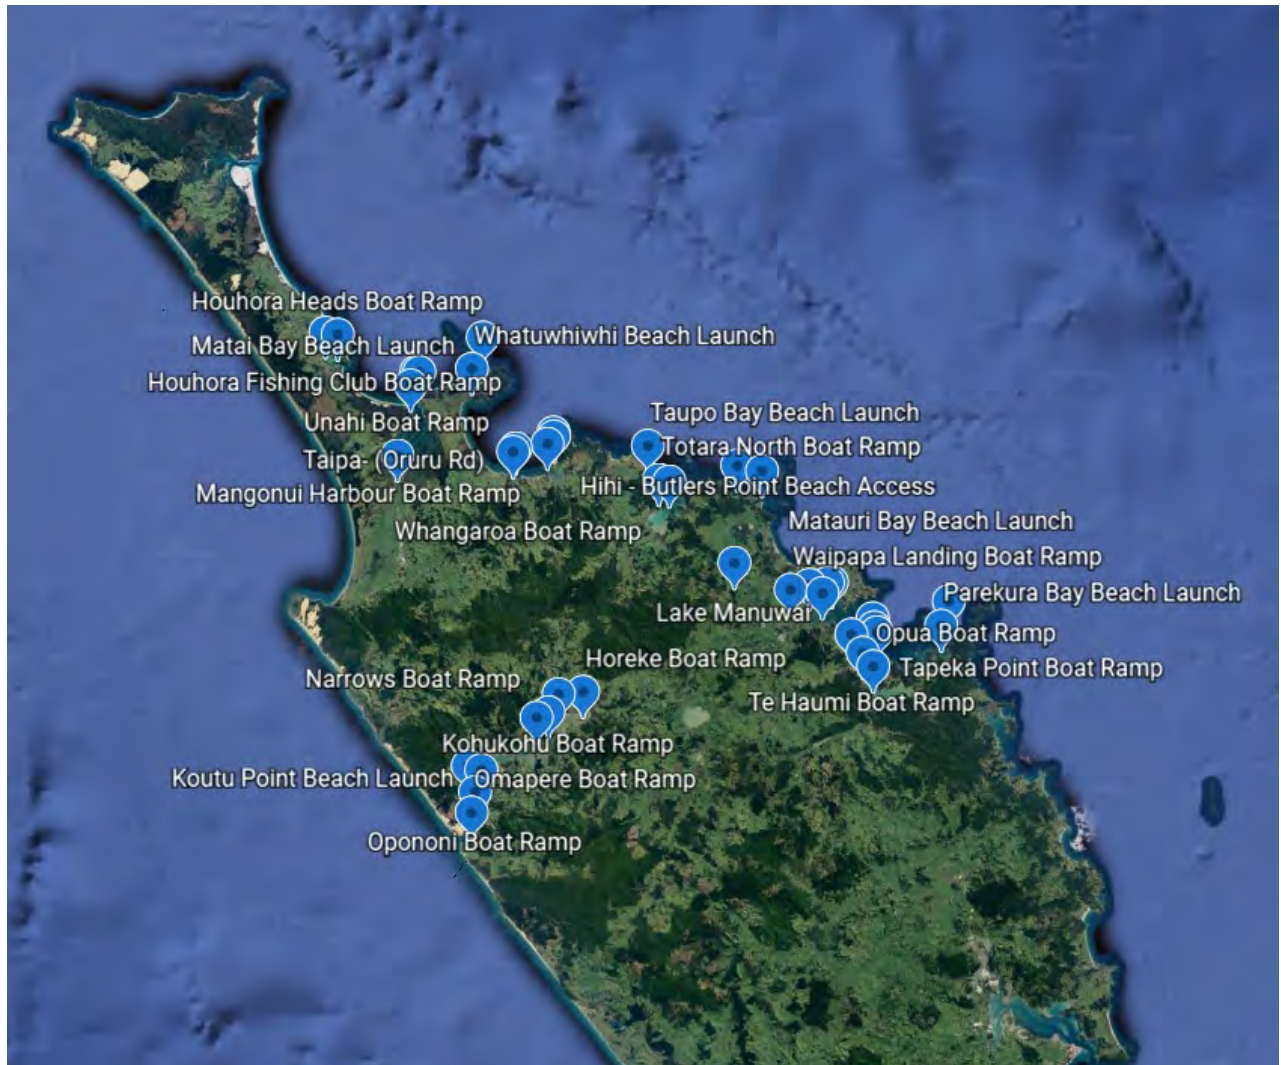 Houhora Heads Boat Ramp
Whatuwhiwhi Beach Launch
Matai Bay Beach Launch
Houhora Fishing Club Boat Ramp
Taupo Bay Beach Launch
Unahi Boat Ramp
Totara North Boat Ramp
Taipa- (Oruru Rd)
Hihi - Butlers Point Beach Access
Mangonui Harbour Boat Ramp
Matauri Bay Beach Launch
Whangaroa Boat Ramp
Waipapa Landing Boat Ramp
Parekura Bay Beach Launch
Lake Manuwai
Opua Boat Ramp
Horeke Boat Ramp
Tapeka Point Boat Ramp
Narrows Boat Ramp
Te Haumi Boat Ramp
Kohukohu Boat Ramp
Koutu Point Beach Launch
Omapere Boat Ramp
Opononi Boat Ramp